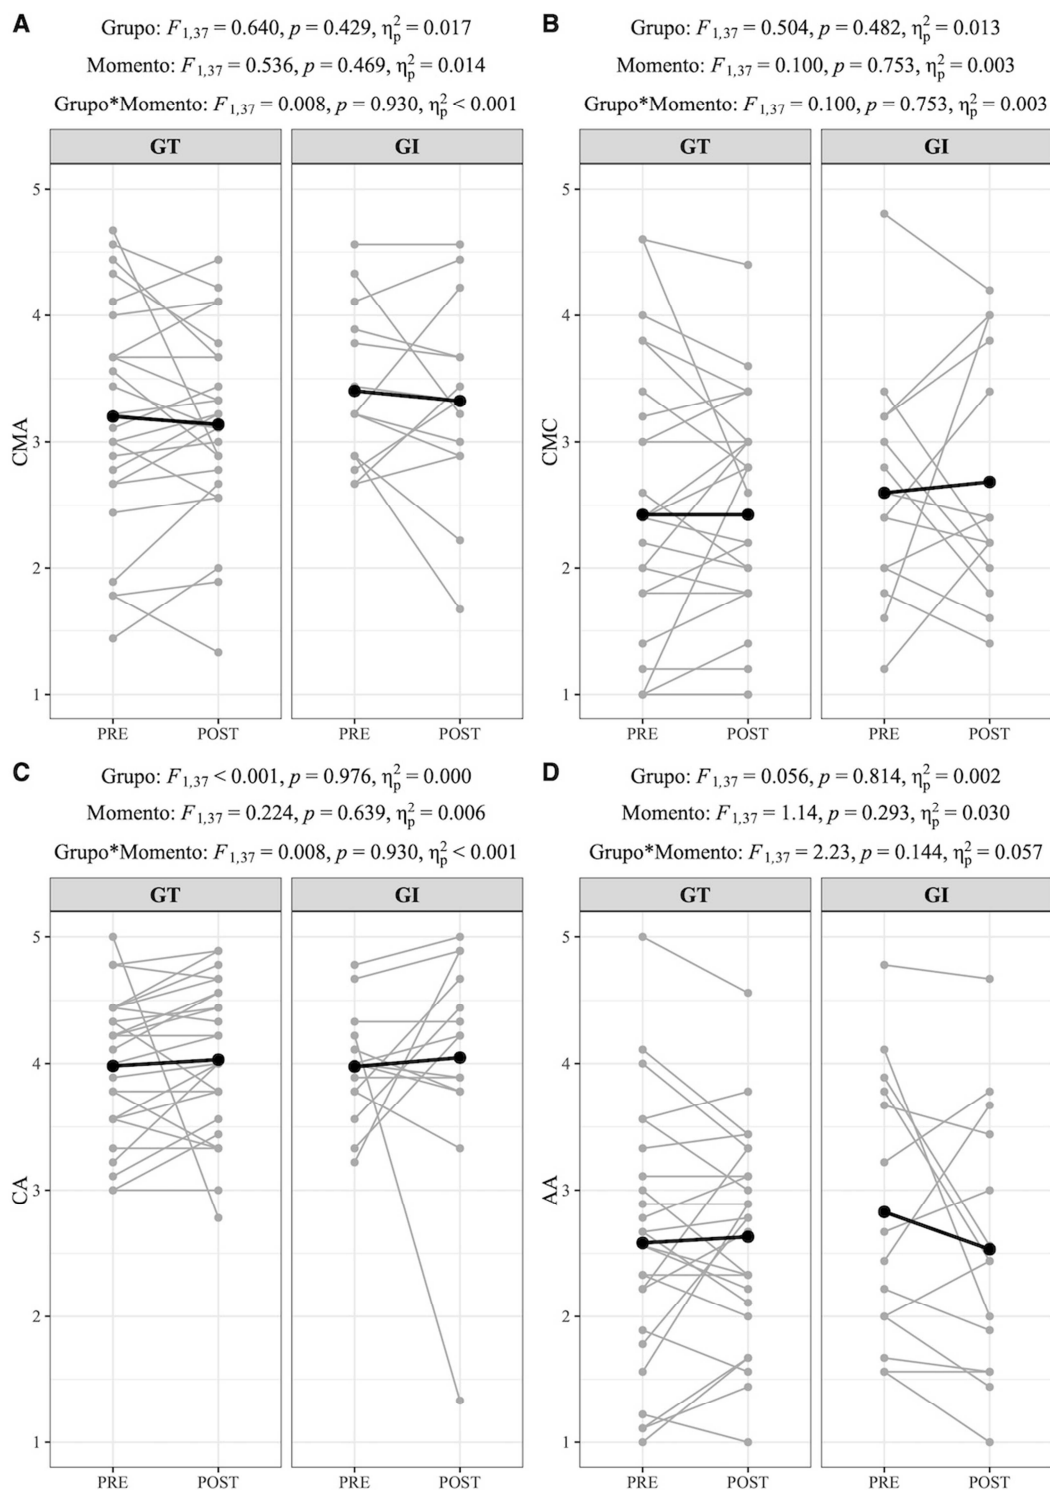 A
Grupo: F1,37 = 0.640, p = 0.429, η²p = 0.017
Momento: F1,37 = 0.536, p = 0.469, η²p = 0.014
Grupo*Momento: F1,37 = 0.008, p = 0.930, η²p < 0.001
GT GI
CMA
5
4
3
2
1
PRE POST PRE POST
B
Grupo: F1,37 = 0.504, p = 0.482, η²p = 0.013
Momento: F1,37 = 0.100, p = 0.753, η²p = 0.003
Grupo*Momento: F1,37 = 0.100, p = 0.753, η²p = 0.003
GT GI
CMC
5
4
3
2
1
PRE POST PRE POST
C
Grupo: F1,37 < 0.001, p = 0.976, η²p = 0.000
Momento: F1,37 = 0.224, p = 0.639, η²p = 0.006
Grupo*Momento: F1,37 = 0.008, p = 0.930, η²p < 0.001
GT GI
CA
5
4
3
2
1
PRE POST PRE POST
D
Grupo: F1,37 = 0.056, p = 0.814, η²p = 0.002
Momento: F1,37 = 1.14, p = 0.293, η²p = 0.030
Grupo*Momento: F1,37 = 2.23, p = 0.144, η²p = 0.057
GT GI
AA
5
4
3
2
1
PRE POST PRE POST